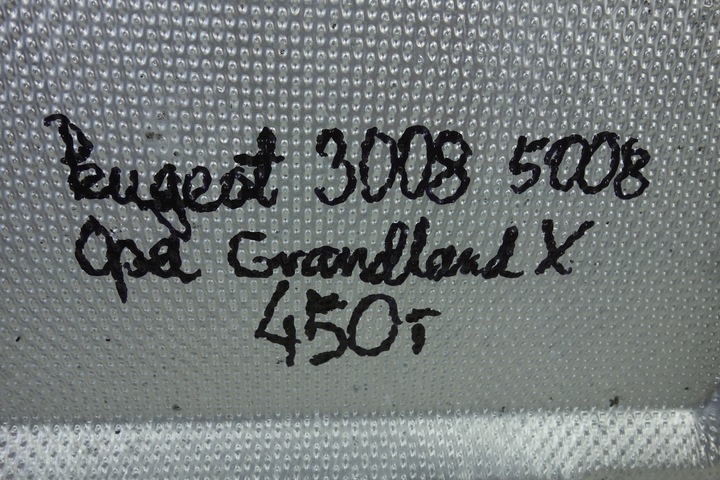 Peugeot 3008 5008
Opel Grandland X
450т